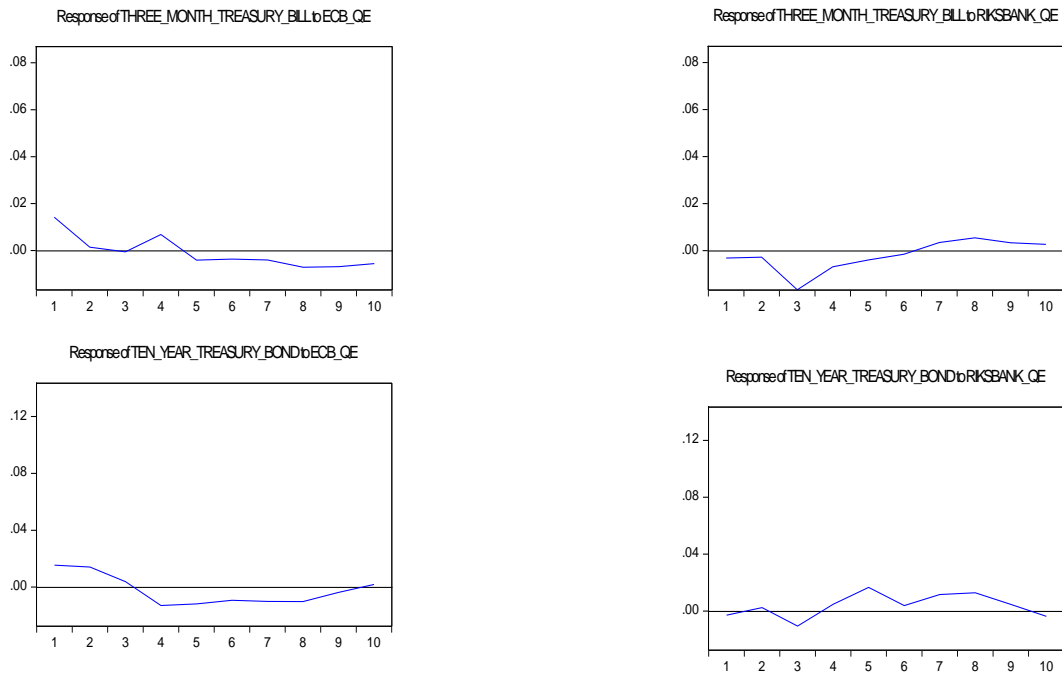 Response of THREE_MONTH_TREASURY_BILL to ECB_QE
.08
.06
.04
.02
.00
1 2 3 4 5 6 7 8 9 10
Response of THREE_MONTH_TREASURY_BILL to RIKSBANK_QE
.08
.06
.04
.02
.00
1 2 3 4 5 6 7 8 9 10
Response of TEN_YEAR_TREASURY_BOND to ECB_QE
.12
.08
.04
.00
1 2 3 4 5 6 7 8 9 10
Response of TEN_YEAR_TREASURY_BOND to RIKSBANK_QE
.12
.08
.04
.00
1 2 3 4 5 6 7 8 9 10